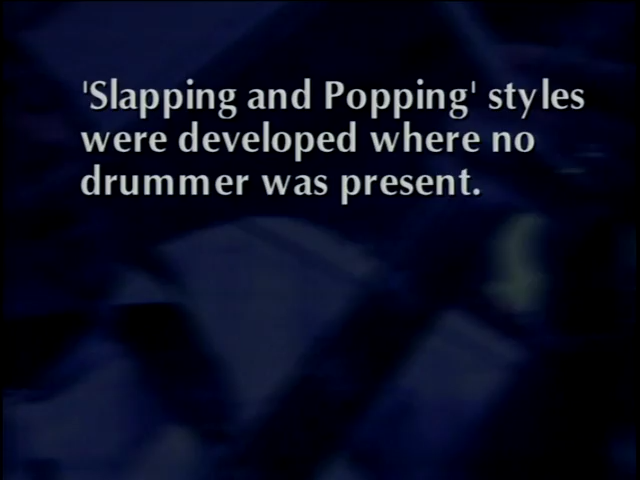 'Slapping and Popping' styles
were developed where no
drummer was present.